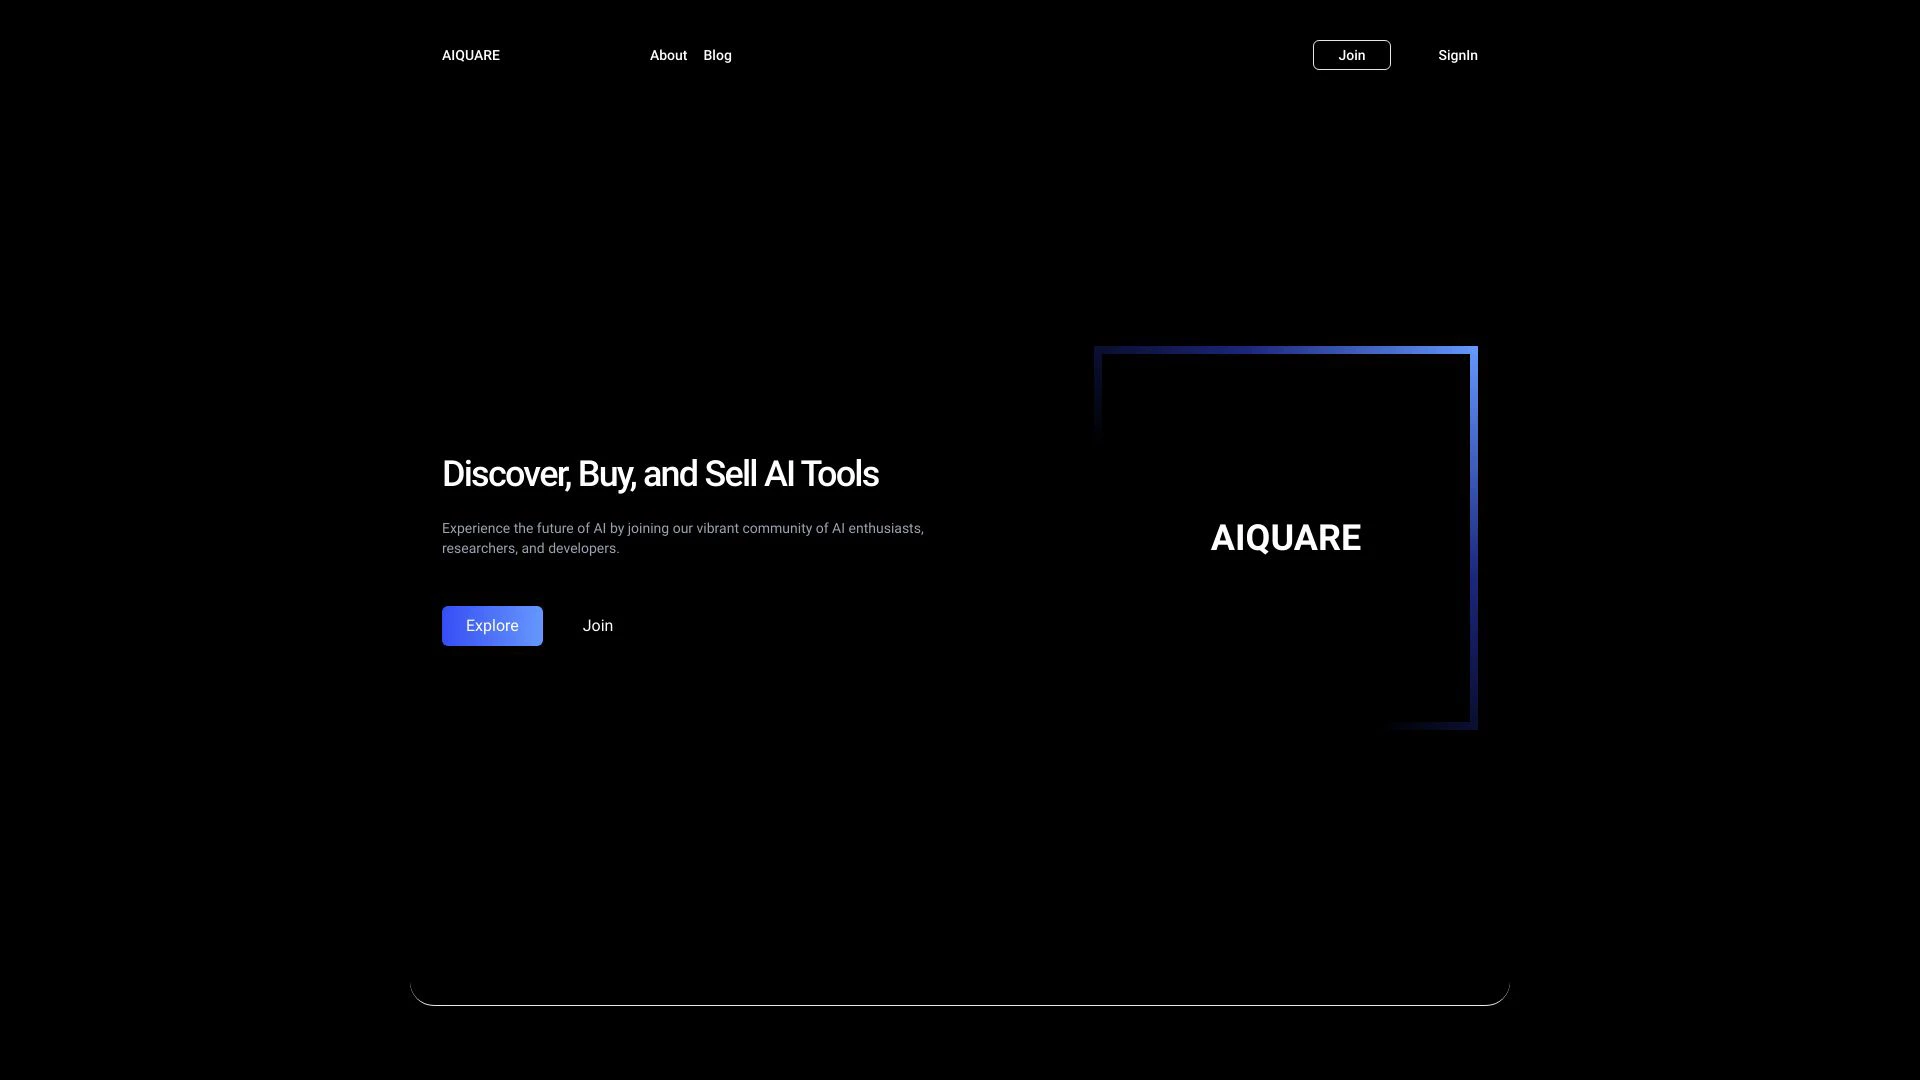 AIQUARE
About
Blog
Join
SignIn
Discover, Buy, and Sell AI Tools
Experience the future of AI by joining our vibrant community of AI enthusiasts,
researchers, and developers.
Explore
Join
AIQUARE